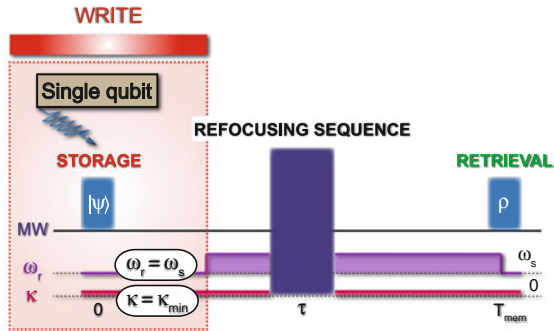 WRITE
Single qubit
REFOCUSING SEQUENCE
STORAGE
RETRIEVAL
|ψ⟩
ρ
MW
ωr
ωr = ωs
ωs
κ
κ = κmin
0
0
τ
Tmem